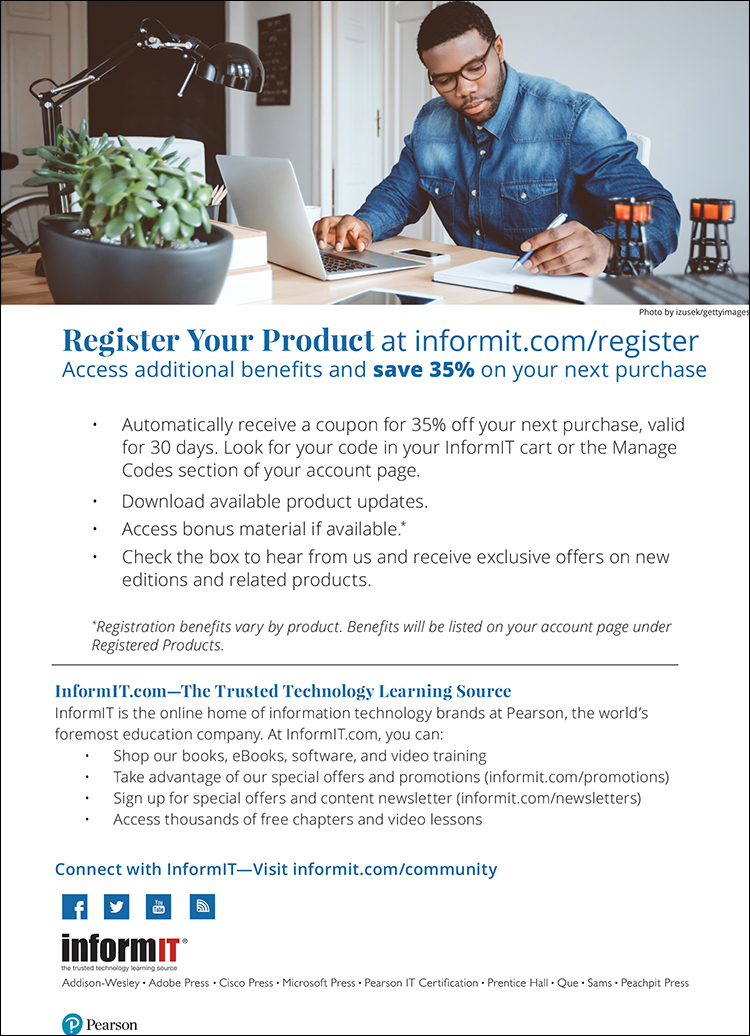 Photo by izusek/gettyimages
Register Your Product at informit.com/register
Access additional benefits and save 35% on your next purchase
• Automatically receive a coupon for 35% off your next purchase, valid
for 30 days. Look for your code in your InformIT cart or the Manage
Codes section of your account page.
• Download available product updates.
• Access bonus material if available.*
• Check the box to hear from us and receive exclusive offers on new
editions and related products.
*Registration benefits vary by product. Benefits will be listed on your account page under
Registered Products.
InformIT.com—The Trusted Technology Learning Source
InformIT is the online home of information technology brands at Pearson, the world’s
foremost education company. At InformIT.com, you can:
• Shop our books, eBooks, software, and video training
• Take advantage of our special offers and promotions (informit.com/promotions)
• Sign up for special offers and content newsletter (informit.com/newsletters)
• Access thousands of free chapters and video lessons
Connect with InformIT—Visit informit.com/community
You Tube
informIT®
the trusted technology learning source
Addison-Wesley • Adobe Press • Cisco Press • Microsoft Press • Pearson IT Certification • Prentice Hall • Que • Sams • Peachpit Press
Pearson